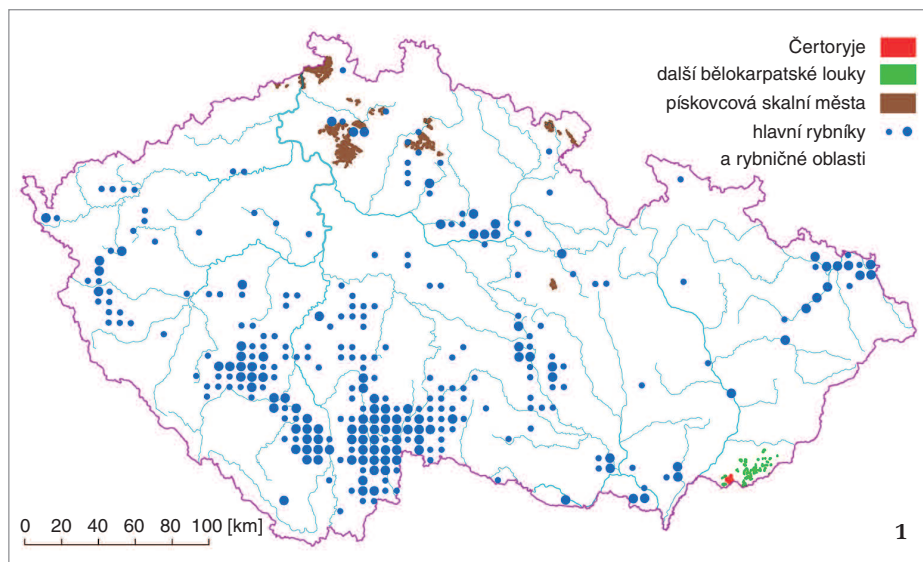 Čertoryje
další bělokarpatské louky
pískovcová skalní města
hlavní rybníky
a rybničné oblasti
0 20 40 60 80 100 [km]
1